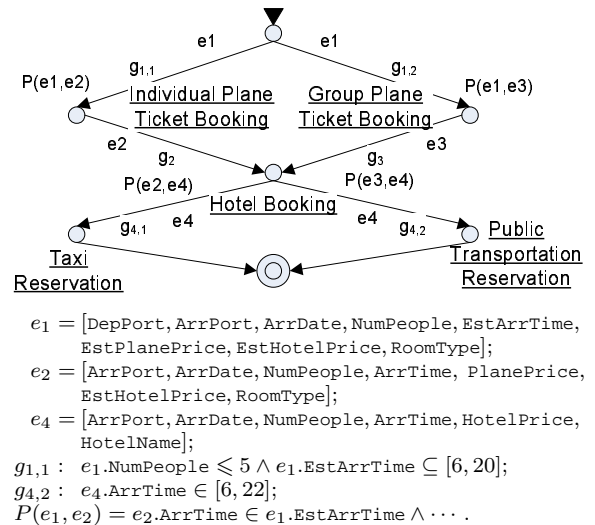 e1 e1
g1,1 g1,2
P(e1,e2) P(e1,e3)
Individual Plane Group Plane
Ticket Booking Ticket Booking
e2 e3
g2 g3
P(e2,e4) P(e3,e4)
Hotel Booking
g4,1 e4 e4 g4,2
Taxi Public
Reservation Transportation
Reservation
e1 = [DepPort, ArrPort, ArrDate, NumPeople, EstArrTime,
EstPlanePrice, EstHotelPrice, RoomType];
e2 = [ArrPort, ArrDate, NumPeople, ArrTime, PlanePrice,
EstHotelPrice, RoomType];
e4 = [ArrPort, ArrDate, NumPeople, ArrTime, HotelPrice,
HotelName];
g1,1 : e1.NumPeople ⩽ 5 ∧ e1.EstArrTime ⊆ [6, 20];
g4,2 : e4.ArrTime ∈ [6, 22];
P(e1, e2) = e2.ArrTime ∈ e1.EstArrTime ∧ ··· .